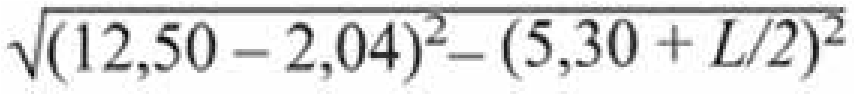 √(12,50 – 2,04)²– (5,30 + L/2)²